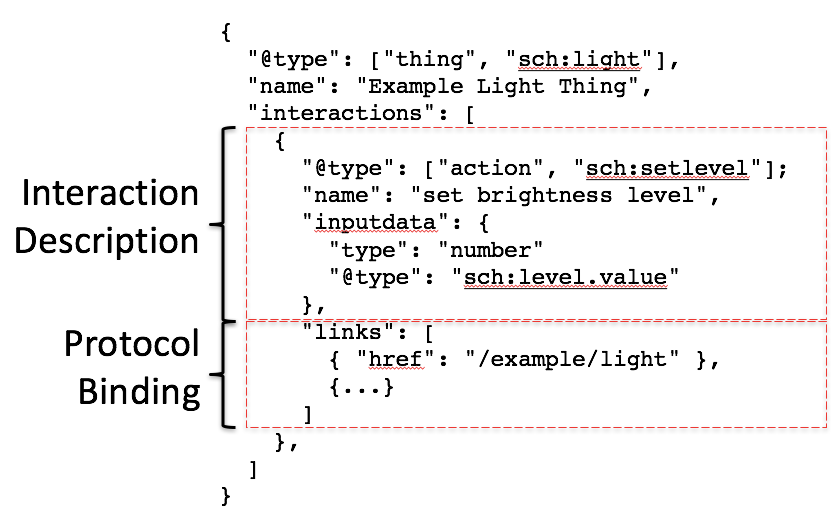 {
"@type": ["thing", "sch:light"],
"name": "Example Light Thing",
"interactions": [
Interaction
Description
{
"@type": ["action", "sch:setlevel"];
"name": "set brightness level",
"inputdata": {
"type": "number"
"@type": "sch:level.value"
},
Protocol
Binding
"links": [
{ "href": "/example/light" },
{...}
]
},
]
}